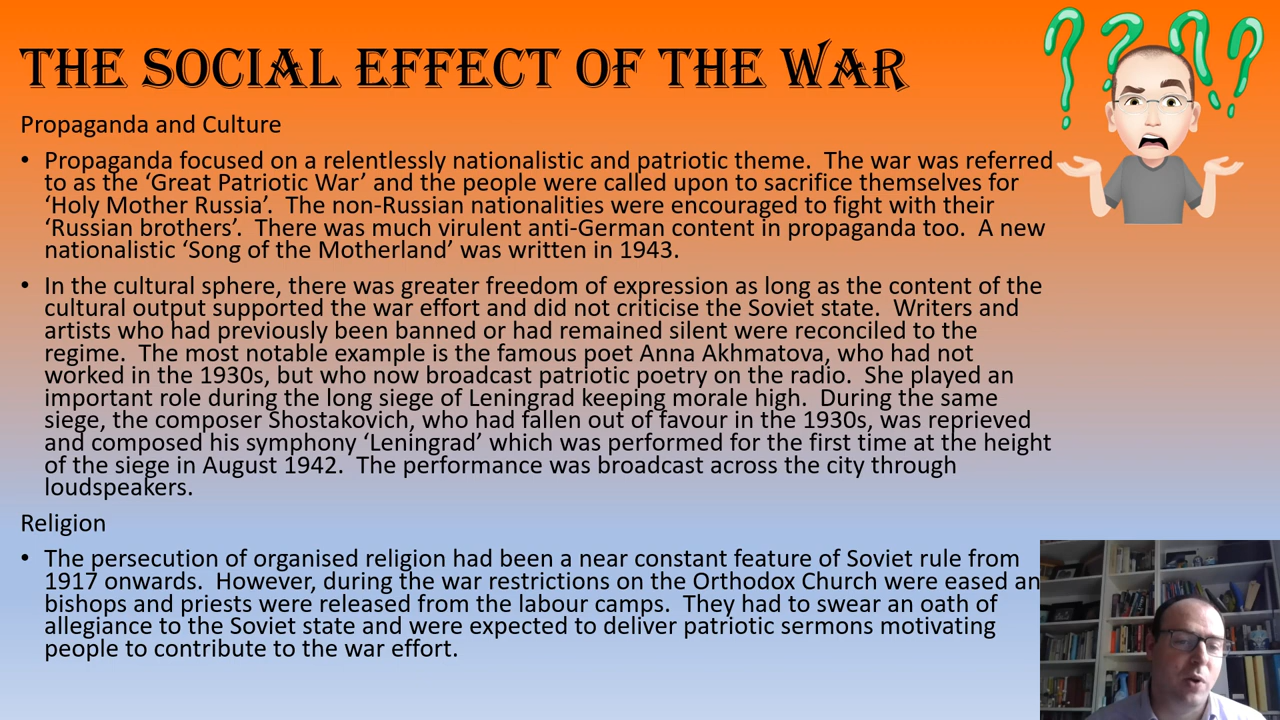 THE SOCIAL EFFECT OF THE WAR
Propaganda and Culture
• Propaganda focused on a relentlessly nationalistic and patriotic theme.  The war was referred
to as the ‘Great Patriotic War’ and the people were called upon to sacrifice themselves for
‘Holy Mother Russia’.  The non-Russian nationalities were encouraged to fight with their
‘Russian brothers’.  There was much virulent anti-German content in propaganda too.  A new
nationalistic ‘Song of the Motherland’ was written in 1943.
• In the cultural sphere, there was greater freedom of expression as long as the content of the
cultural output supported the war effort and did not criticise the Soviet state.  Writers and
artists who had previously been banned or had remained silent were reconciled to the
regime.  The most notable example is the famous poet Anna Akhmatova, who had not
worked in the 1930s, but who now broadcast patriotic poetry on the radio.  She played an
important role during the long siege of Leningrad keeping morale high.  During the same
siege, the composer Shostakovich, who had fallen out of favour in the 1930s, was reprieved
and composed his symphony ‘Leningrad’ which was performed for the first time at the height
of the siege in August 1942.  The performance was broadcast across the city through
loudspeakers.
Religion
• The persecution of organised religion had been a near constant feature of Soviet rule from
1917 onwards.  However, during the war restrictions on the Orthodox Church were eased an
bishops and priests were released from the labour camps.  They had to swear an oath of
allegiance to the Soviet state and were expected to deliver patriotic sermons motivating
people to contribute to the war effort.
????